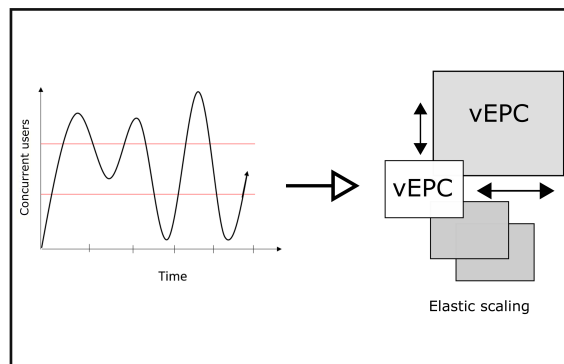 Concurrent users
Time
vEPC
vEPC
Elastic scaling